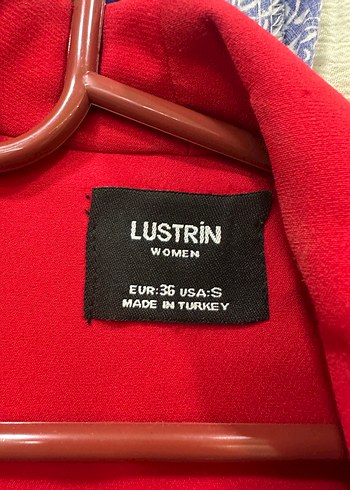 LUSTRİN
WOMEN
EUR:36 USA:S
MADE IN TURKEY